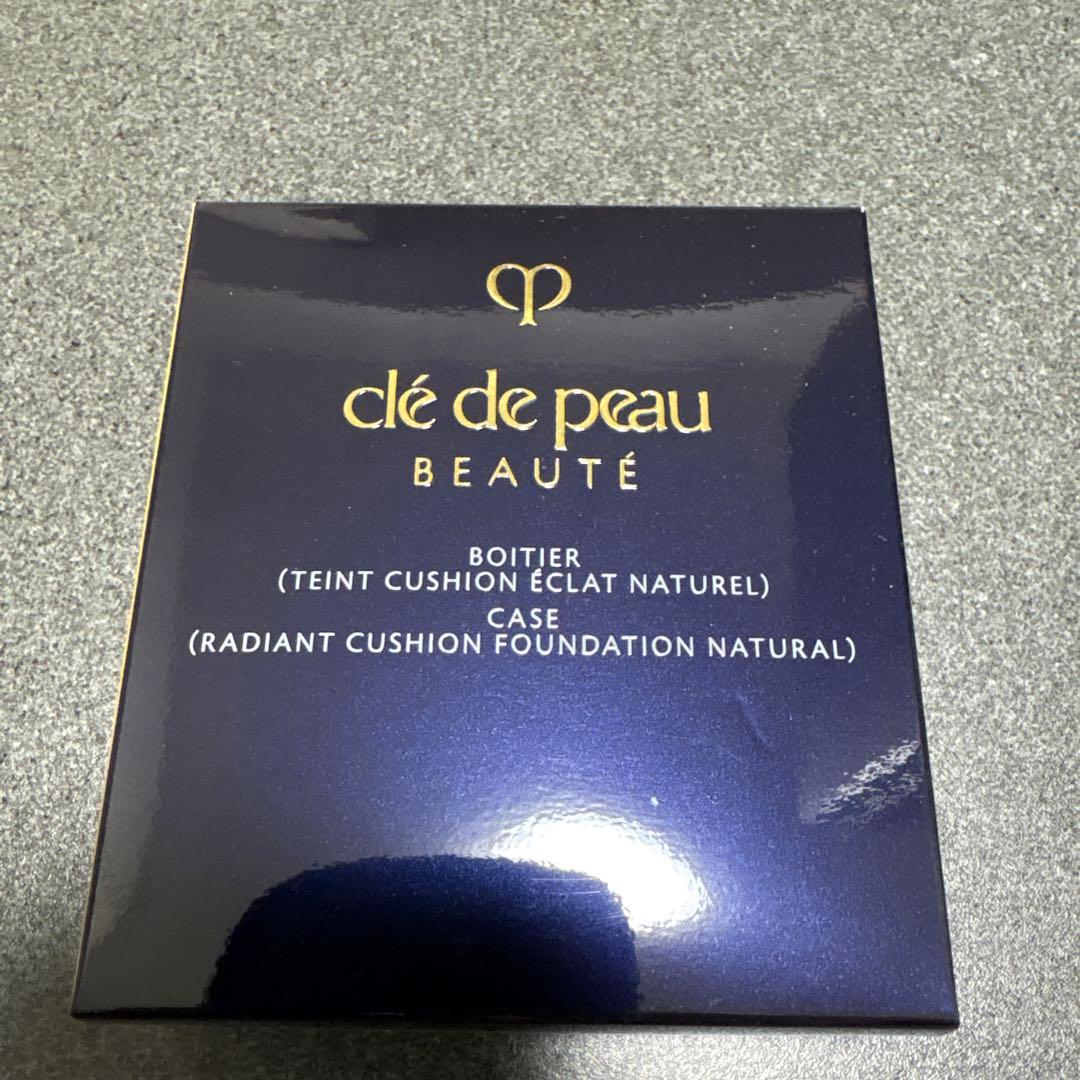 clé de peau
BEAUTÉ
BOITIER
(TEINT CUSHION ÉCLAT NATUREL)
CASE
(RADIANT CUSHION FOUNDATION NATURAL)